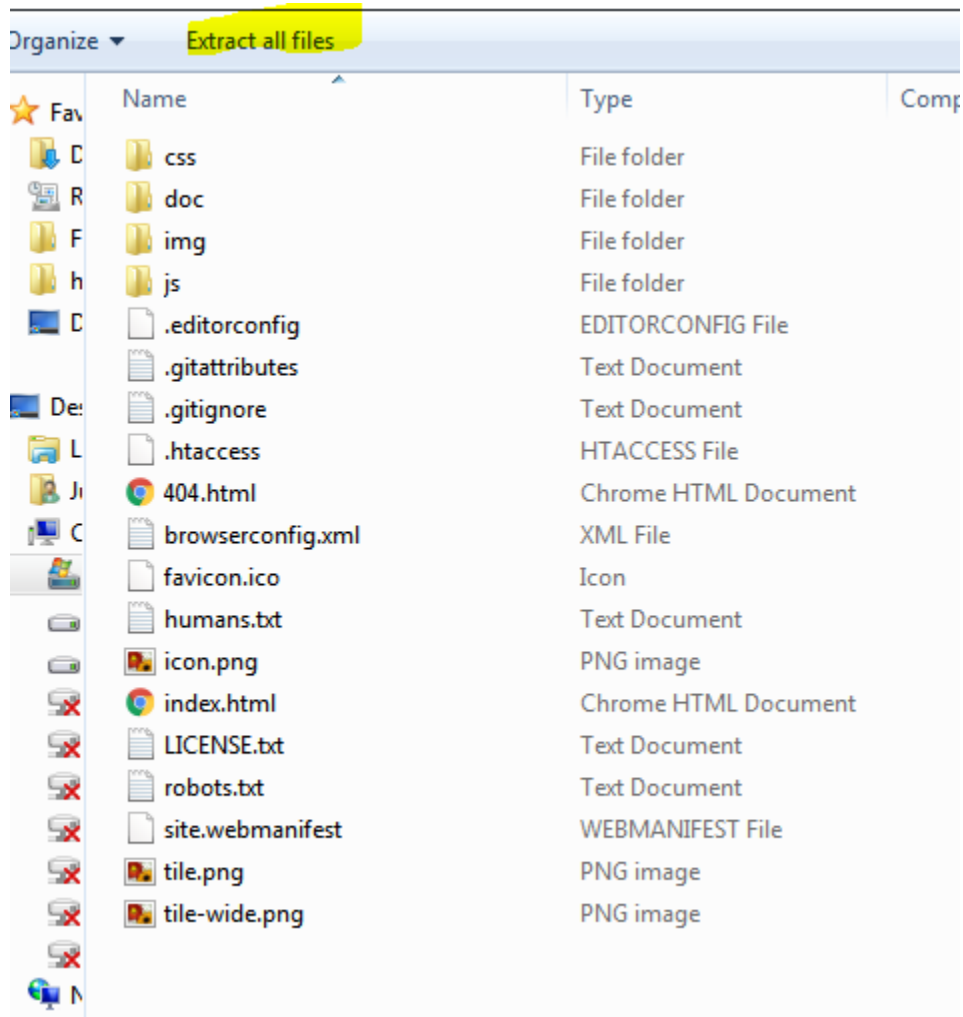 Organize Extract all files
Name Type Comp
Fav
D
css File folder
R
doc File folder
F
img File folder
h
js File folder
D
.editorconfig EDITORCONFIG File
.gitattributes Text Document
Des
.gitignore Text Document
L
.htaccess HTACCESS File
Ju
404.html Chrome HTML Document
C
browserconfig.xml XML File
favicon.ico Icon
humans.txt Text Document
icon.png PNG image
index.html Chrome HTML Document
LICENSE.txt Text Document
robots.txt Text Document
site.webmanifest WEBMANIFEST File
tile.png PNG image
tile-wide.png PNG image
N